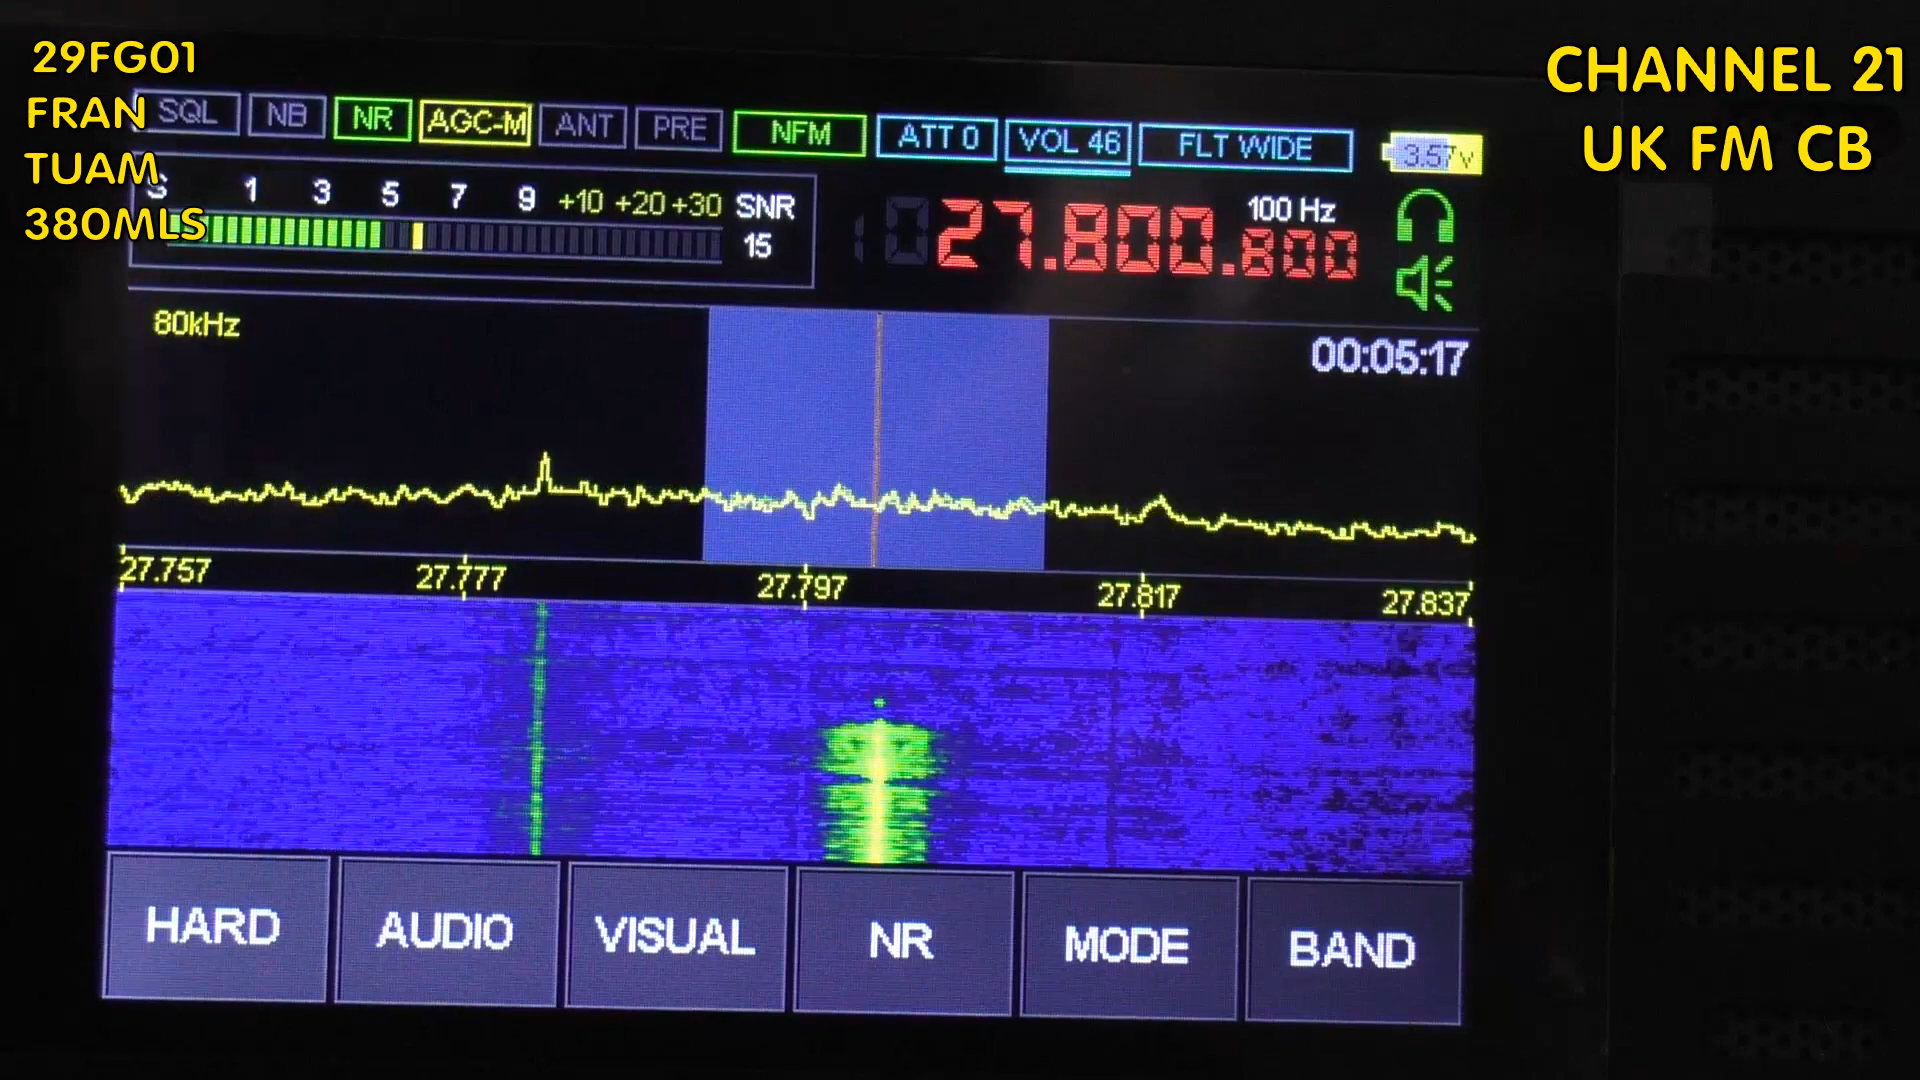 29FG01
FRAN
TUAM
380MLS
CHANNEL 21
UK FM CB
SQL NB NR AGC-M ANT PRE NFM ATT 0 VOL 46 FLT WIDE 3.57V
S 1 3 5 7 9 +10 +20 +30 SNR
15
27.800.800
100 Hz
80kHz
00:05:17
27.757 27.777 27.797 27.817 27.837
HARD AUDIO VISUAL NR MODE BAND